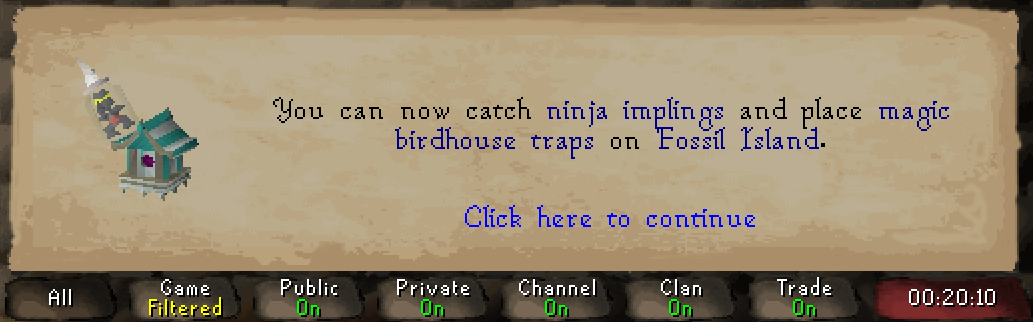 You can now catch ninja implings and place magic
birdhouse traps on Fossil Island.
Click here to continue
All
Game
Filtered
Public
On
Private
On
Channel
On
Clan
On
Trade
On
00:20:10